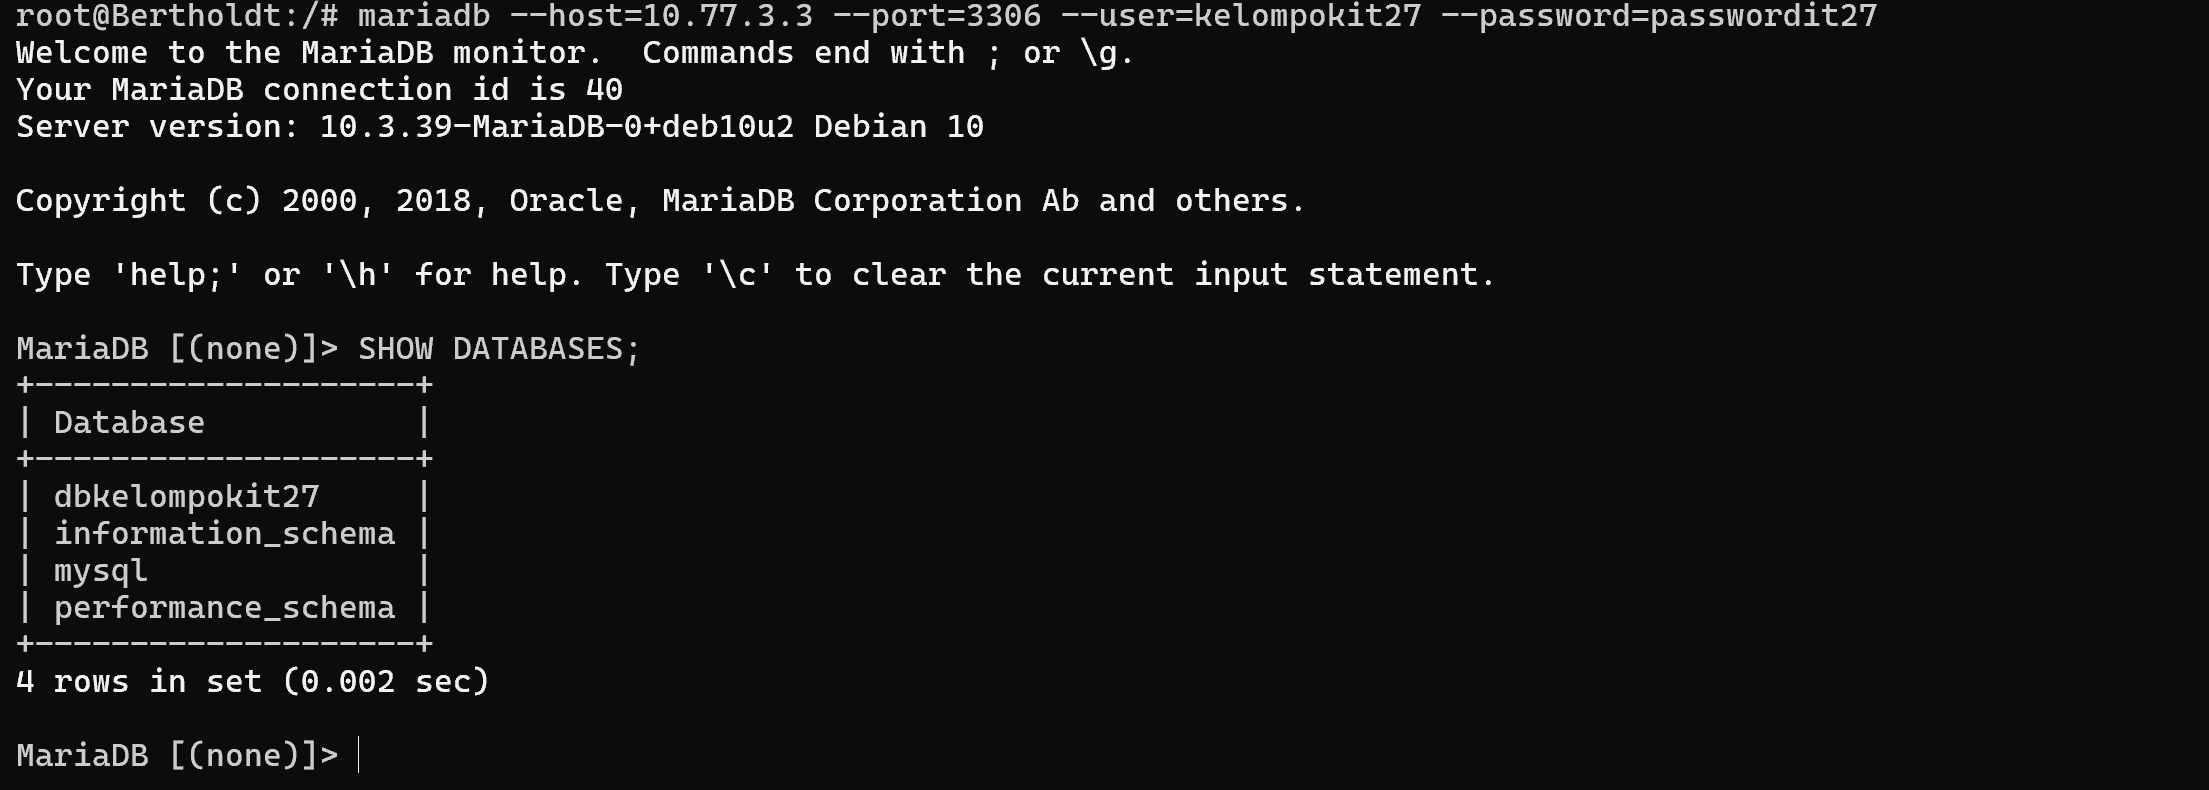 root@Bertholdt:/# mariadb --host=10.77.3.3 --port=3306 --user=kelompokit27 --password=passwordit27
Welcome to the MariaDB monitor.  Commands end with ; or \g.
Your MariaDB connection id is 40
Server version: 10.3.39-MariaDB-0+deb10u2 Debian 10

Copyright (c) 2000, 2018, Oracle, MariaDB Corporation Ab and others.

Type 'help;' or '\h' for help. Type '\c' to clear the current input statement.

MariaDB [(none)]> SHOW DATABASES;
+--------------------+
| Database           |
+--------------------+
| dbkelompokit27     |
| information_schema |
| mysql              |
| performance_schema |
+--------------------+
4 rows in set (0.002 sec)

MariaDB [(none)]>